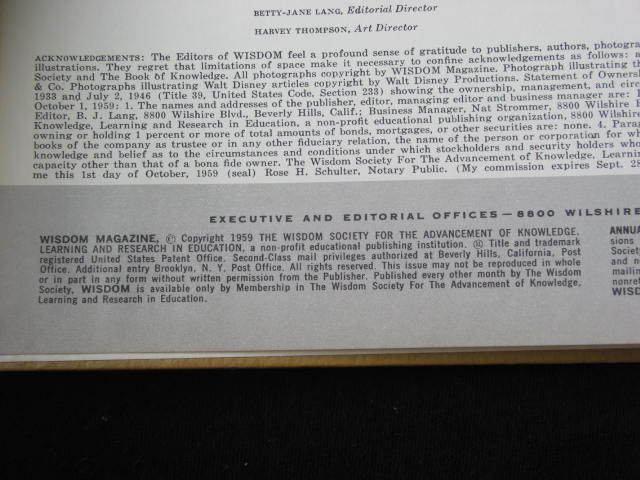 BETTY-JANE LANG, Editorial Director
HARVEY THOMPSON, Art Director
ACKNOWLEDGEMENTS: The Editors of WISDOM feel a profound sense of gratitude to publishers, authors, photogra
illustrations. They regret that limitations of space make it necessary to confine acknowledgements as follows: a
Society and The Book of Knowledge. All photographs copyright by WISDOM Magazine. Photograph illustrating th
& Co. Photographs illustrating Walt Disney articles copyright by Walt Disney Productions. Statement of Owners
1933 and July 2, 1946 (Title 39, United States Code, Section 233) showing the ownership, management, and circ
October 1, 1959: 1. The names and addresses of the publisher, editor, managing editor and business manager are: P
Editor, B. J. Lang, 8800 Wilshire Blvd., Beverly Hills, Calif.; Business Manager, Nat Strommer, 8800 Wilshire B
Knowledge, Learning and Research in Education, a non-profit educational publishing organization, 8800 Wilshire
owning or holding 1 percent or more of total amounts of bonds, mortgages, or other securities are: none. 4. Para
books of the company as trustee or in any other fiduciary relation, the name of the person or corporation for wh
knowledge and belief as to the circumstances and conditions under which stockholders and security holders who
capacity other than that of a bona fide owner. The Wisdom Society For The Advancement of Knowledge, Learnin
me this 1st day of October, 1959 (seal) Rose H. Schulter, Notary Public. (My commission expires Sept. 28
EXECUTIVE AND EDITORIAL OFFICES — 8800 WILSHIRE
WISDOM MAGAZINE, © Copyright 1959 THE WISDOM SOCIETY FOR THE ADVANCEMENT OF KNOWLEDGE,
LEARNING AND RESEARCH IN EDUCATION, a non-profit educational publishing institution. ® Title and trademark
registered United States Patent Office. Second-Class mail privileges authorized at Beverly Hills, California, Post
Office. Additional entry Brooklyn, N. Y. Post Office. All rights reserved. This issue may not be reproduced in whole
or in part in any form without written permission from the Publisher. Published every other month by The Wisdom
Society, WISDOM is available only by Membership in The Wisdom Society For The Advancement of Knowledge,
Learning and Research in Education.
ANNUA
sions
Societ
and n
mailin
nonre
WISD